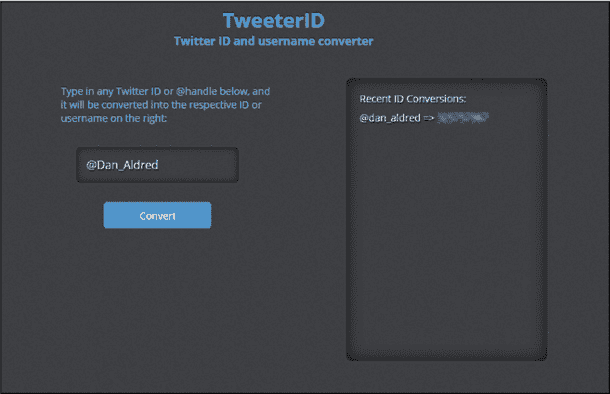 TweeterID
Twitter ID and username converter
Type in any Twitter ID or @handle below, and
it will be converted into the respective ID or
username on the right:
@Dan_Aldred
Convert
Recent ID Conversions:
@dan_aldred =>